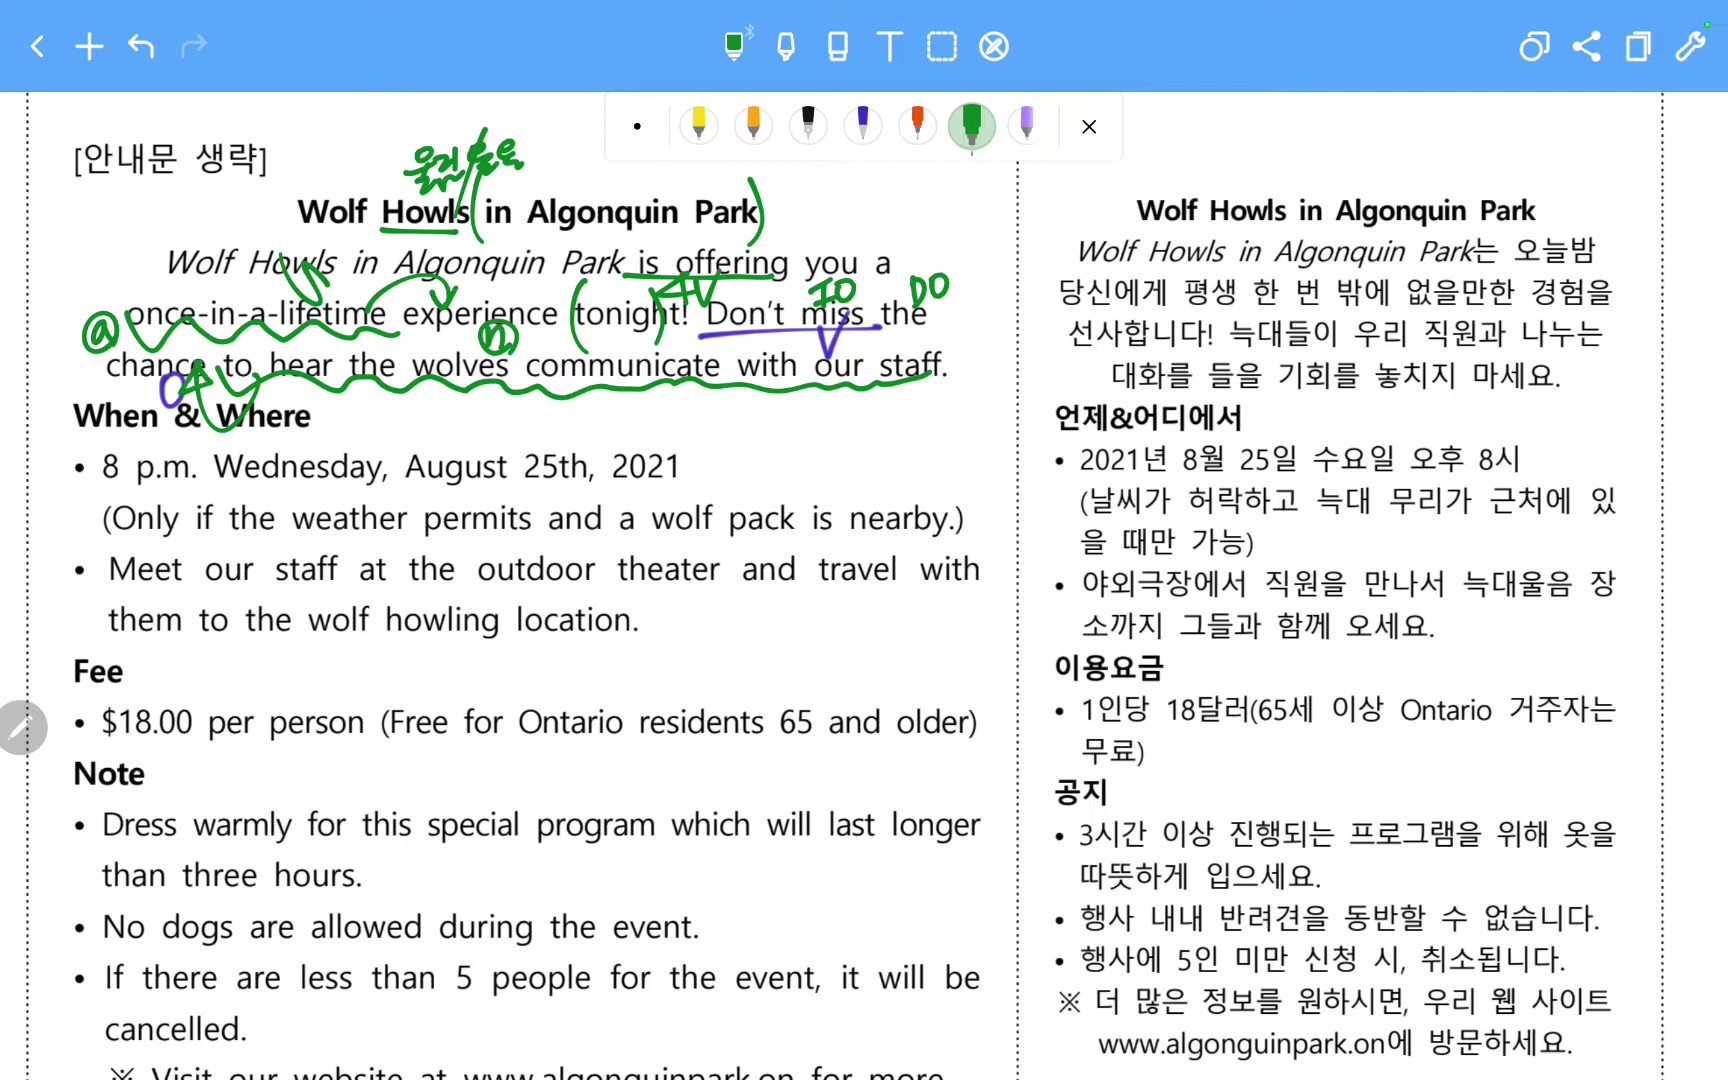 [안내문 생략]
울리 울음
Wolf Howls in Algonquin Park
Wolf Howls in Algonquin Park is offering you a
4V IO DO
once-in-a-lifetime experience (tonight)! Don't miss the
ⓐ ⓝ V
chance to hear the wolves communicate with our staff.
O
When & Where
• 8 p.m. Wednesday, August 25th, 2021
(Only if the weather permits and a wolf pack is nearby.)
• Meet our staff at the outdoor theater and travel with
them to the wolf howling location.
Fee
• $18.00 per person (Free for Ontario residents 65 and older)
Note
• Dress warmly for this special program which will last longer
than three hours.
• No dogs are allowed during the event.
• If there are less than 5 people for the event, it will be
cancelled.
※ Visit our website at www.algonquinpark.on for more
Wolf Howls in Algonquin Park
Wolf Howls in Algonquin Park는 오늘밤
당신에게 평생 한 번 밖에 없을만한 경험을
선사합니다! 늑대들이 우리 직원과 나누는
대화를 들을 기회를 놓치지 마세요.
언제&어디에서
• 2021년 8월 25일 수요일 오후 8시
(날씨가 허락하고 늑대 무리가 근처에 있
을 때만 가능)
• 야외극장에서 직원을 만나서 늑대울음 장
소까지 그들과 함께 오세요.
이용요금
• 1인당 18달러(65세 이상 Ontario 거주자는
무료)
공지
• 3시간 이상 진행되는 프로그램을 위해 옷을
따뜻하게 입으세요.
• 행사 내내 반려견을 동반할 수 없습니다.
• 행사에 5인 미만 신청 시, 취소됩니다.
※ 더 많은 정보를 원하시면, 우리 웹 사이트
www.algonguinpark.on에 방문하세요.